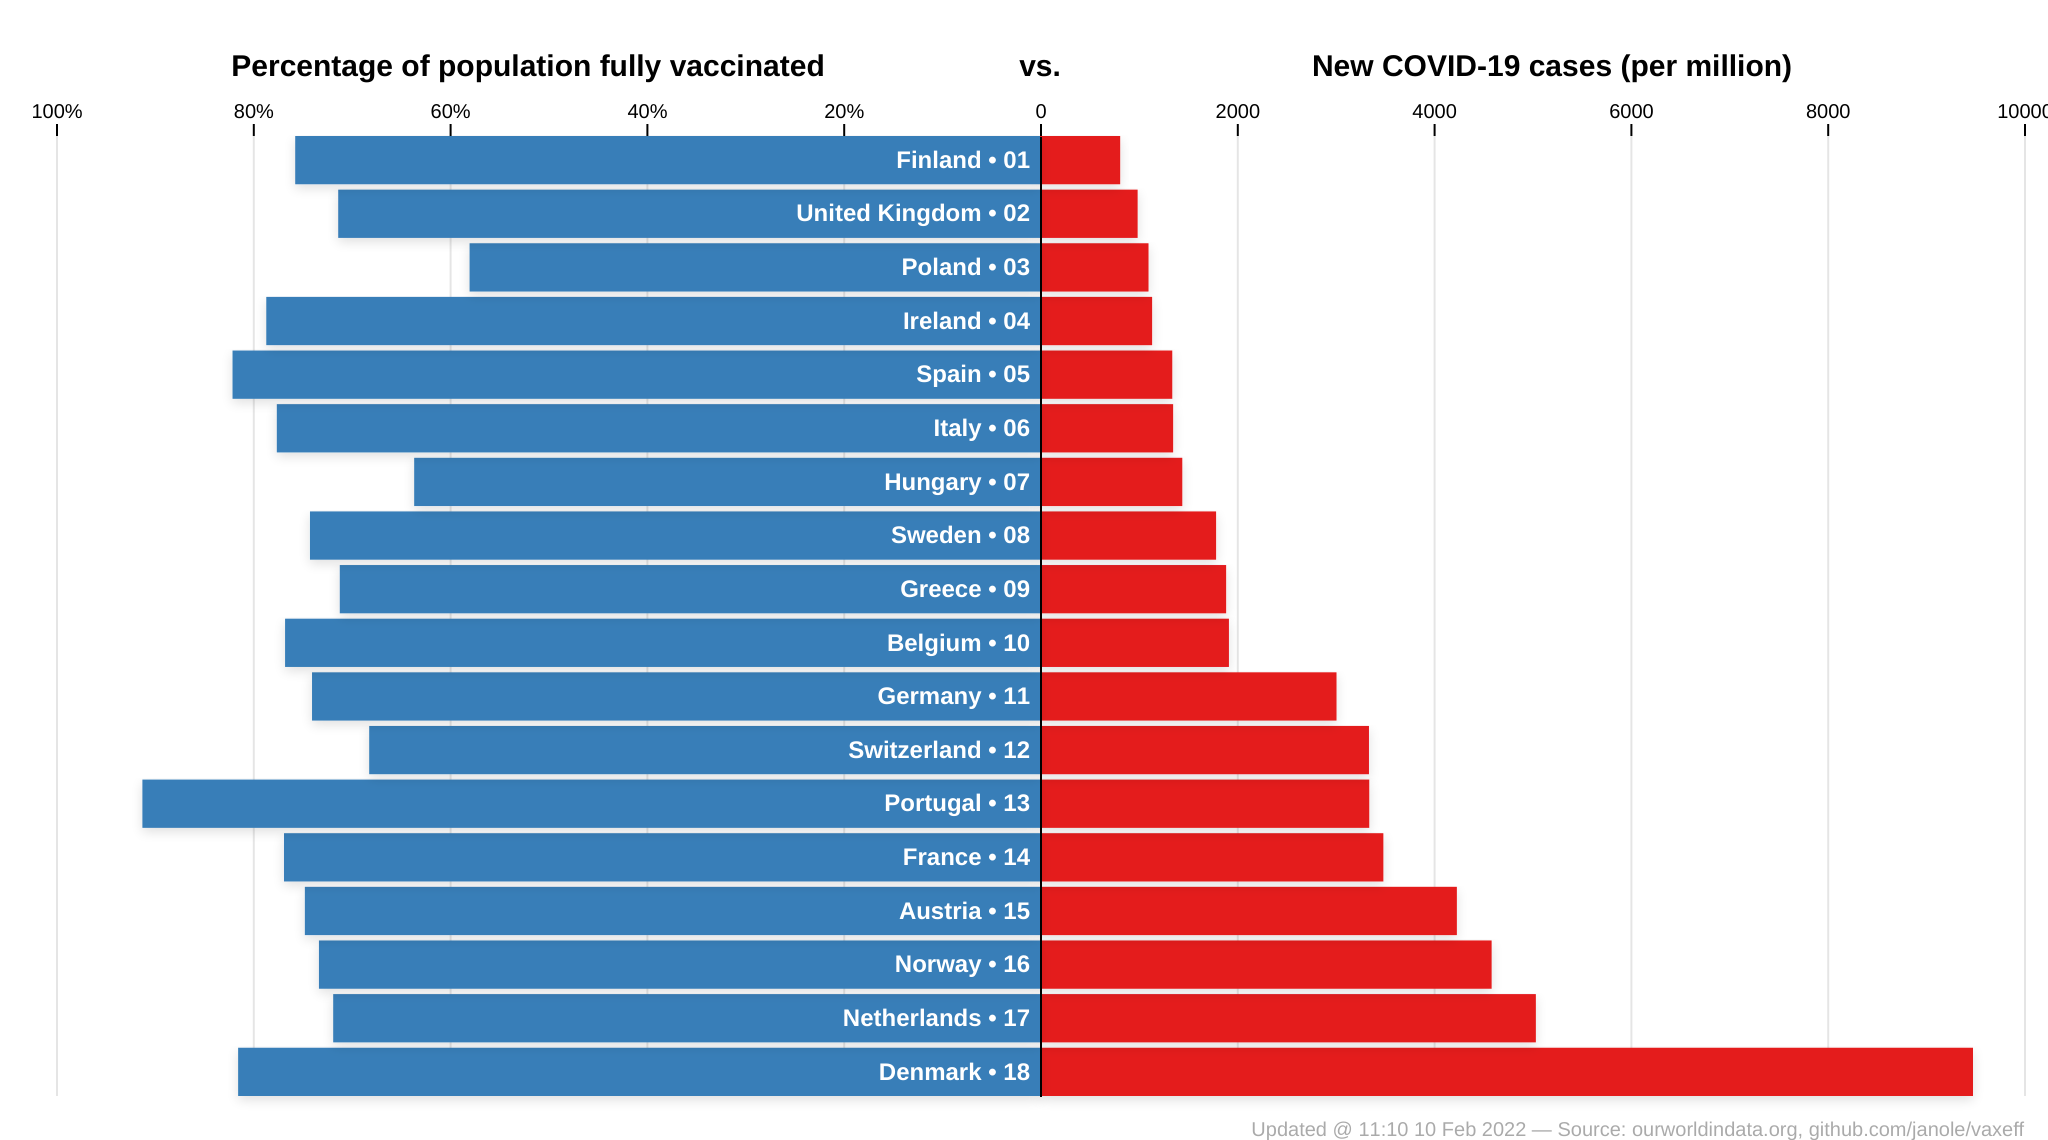 Percentage of population fully vaccinated vs. New COVID-19 cases (per million)
100% 80% 60% 40% 20% 0 2000 4000 6000 8000 10000
Finland • 01
United Kingdom • 02
Poland • 03
Ireland • 04
Spain • 05
Italy • 06
Hungary • 07
Sweden • 08
Greece • 09
Belgium • 10
Germany • 11
Switzerland • 12
Portugal • 13
France • 14
Austria • 15
Norway • 16
Netherlands • 17
Denmark • 18
Updated @ 11:10 10 Feb 2022 — Source: ourworldindata.org, github.com/janole/vaxeff